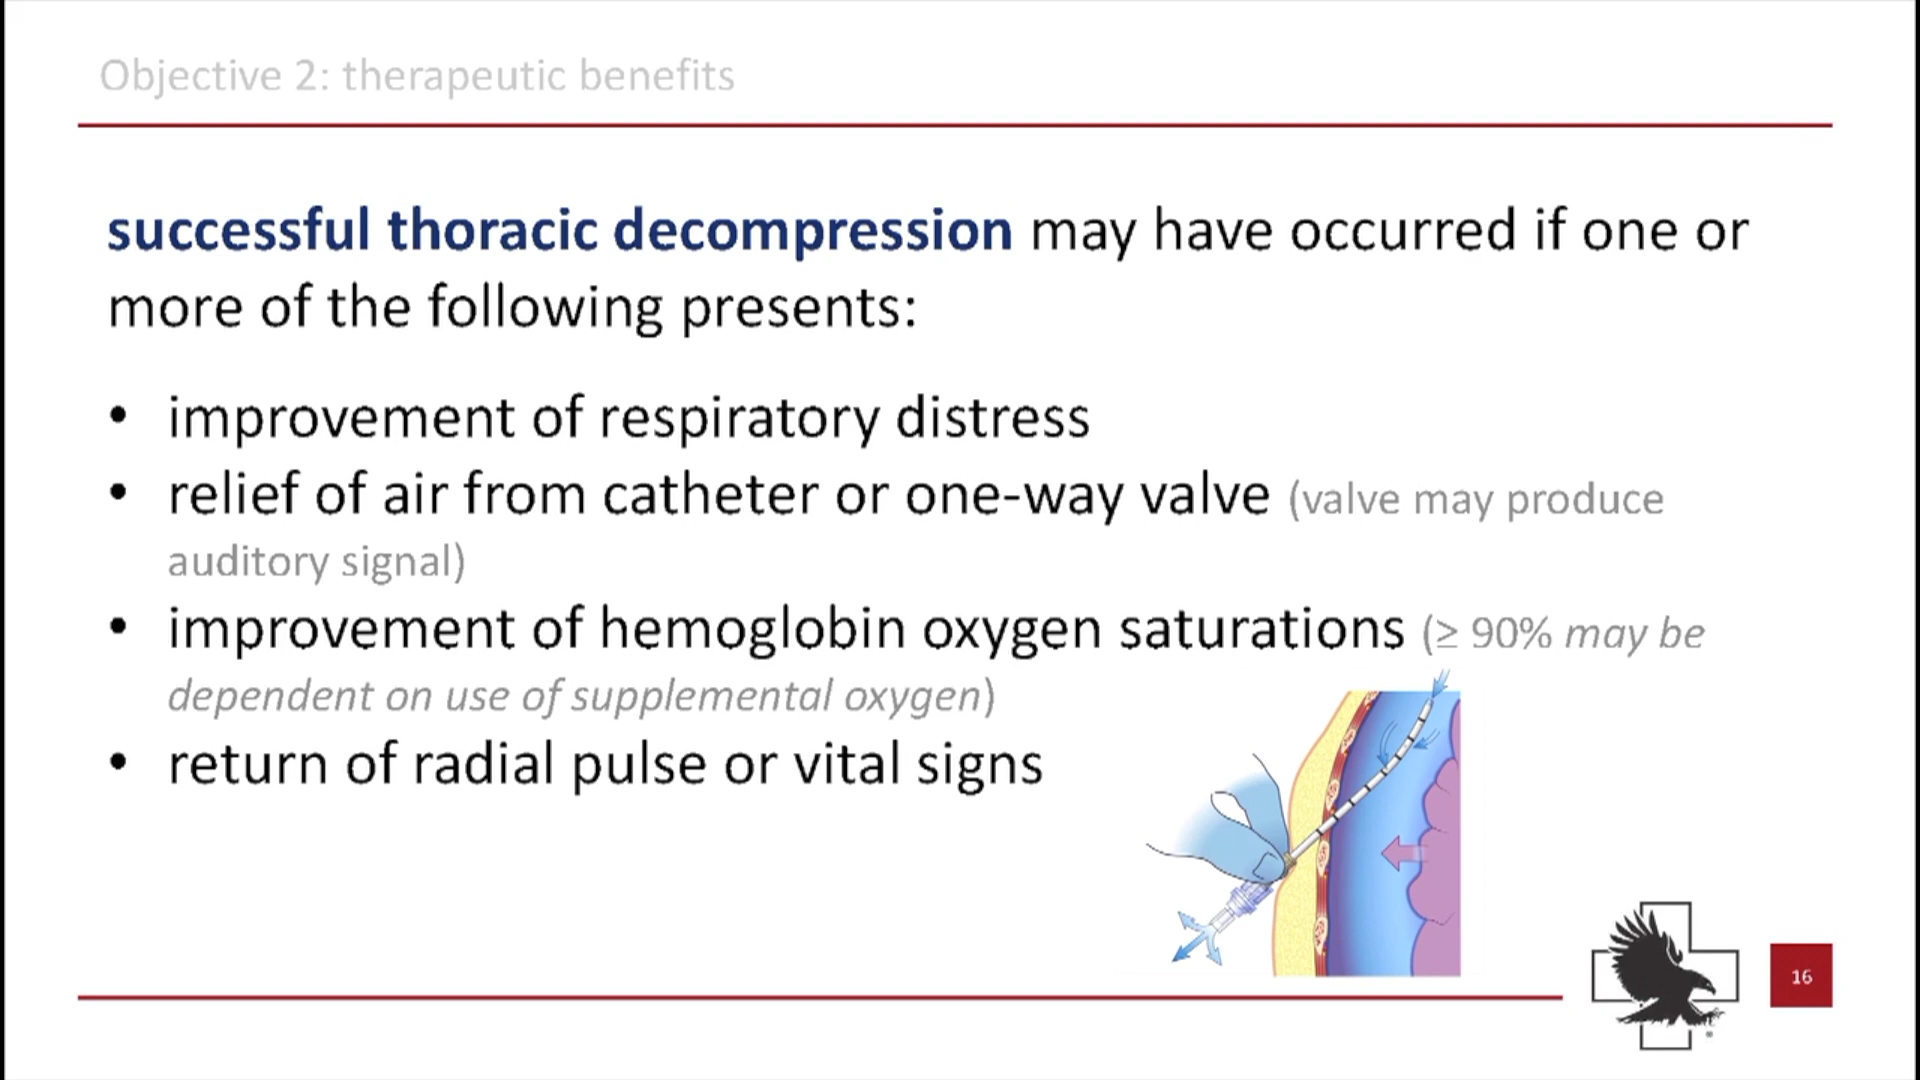 Objective 2: therapeutic benefits
successful thoracic decompression may have occurred if one or
more of the following presents:
• improvement of respiratory distress
• relief of air from catheter or one-way valve (valve may produce
auditory signal)
• improvement of hemoglobin oxygen saturations (≥ 90% may be
dependent on use of supplemental oxygen)
• return of radial pulse or vital signs
16